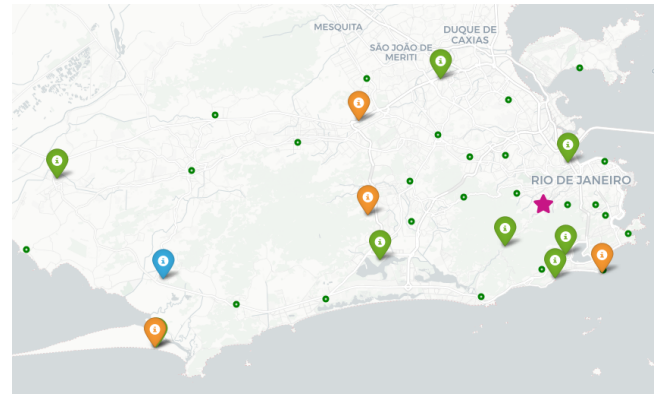 MESQUITA
DUQUE DE
CAXIAS
SÃO JOÃO DE
MERITI
RIO DE JANEIRO